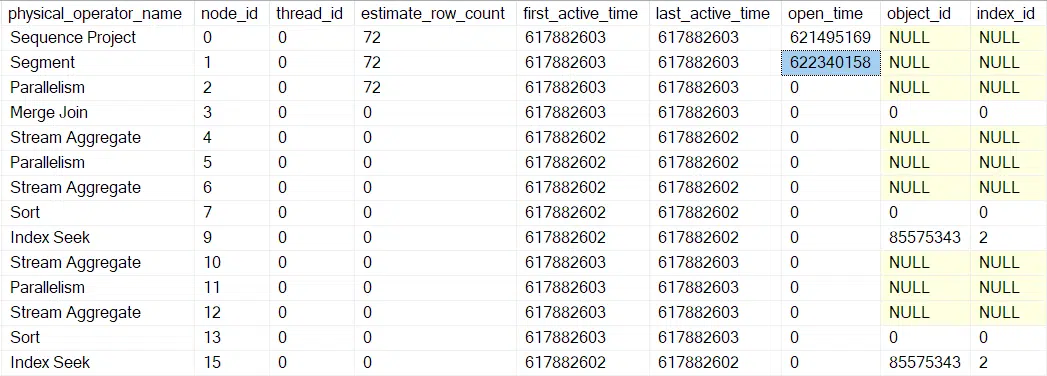 physical_operator_name node_id thread_id estimate_row_count first_active_time last_active_time open_time object_id index_id
Sequence Project 0 0 72 617882603 617882603 621495169 NULL NULL
Segment 1 0 72 617882603 617882603 622340158 NULL NULL
Parallelism 2 0 72 617882603 617882603 0 NULL NULL
Merge Join 3 0 0 617882603 617882603 0 0 0
Stream Aggregate 4 0 0 617882602 617882602 0 NULL NULL
Parallelism 5 0 0 617882602 617882602 0 NULL NULL
Stream Aggregate 6 0 0 617882602 617882602 0 NULL NULL
Sort 7 0 0 617882602 617882602 0 0 0
Index Seek 9 0 0 617882602 617882602 0 85575343 2
Stream Aggregate 10 0 0 617882603 617882603 0 NULL NULL
Parallelism 11 0 0 617882603 617882603 0 NULL NULL
Stream Aggregate 12 0 0 617882603 617882603 0 NULL NULL
Sort 13 0 0 617882603 617882603 0 0 0
Index Seek 15 0 0 617882602 617882602 0 85575343 2